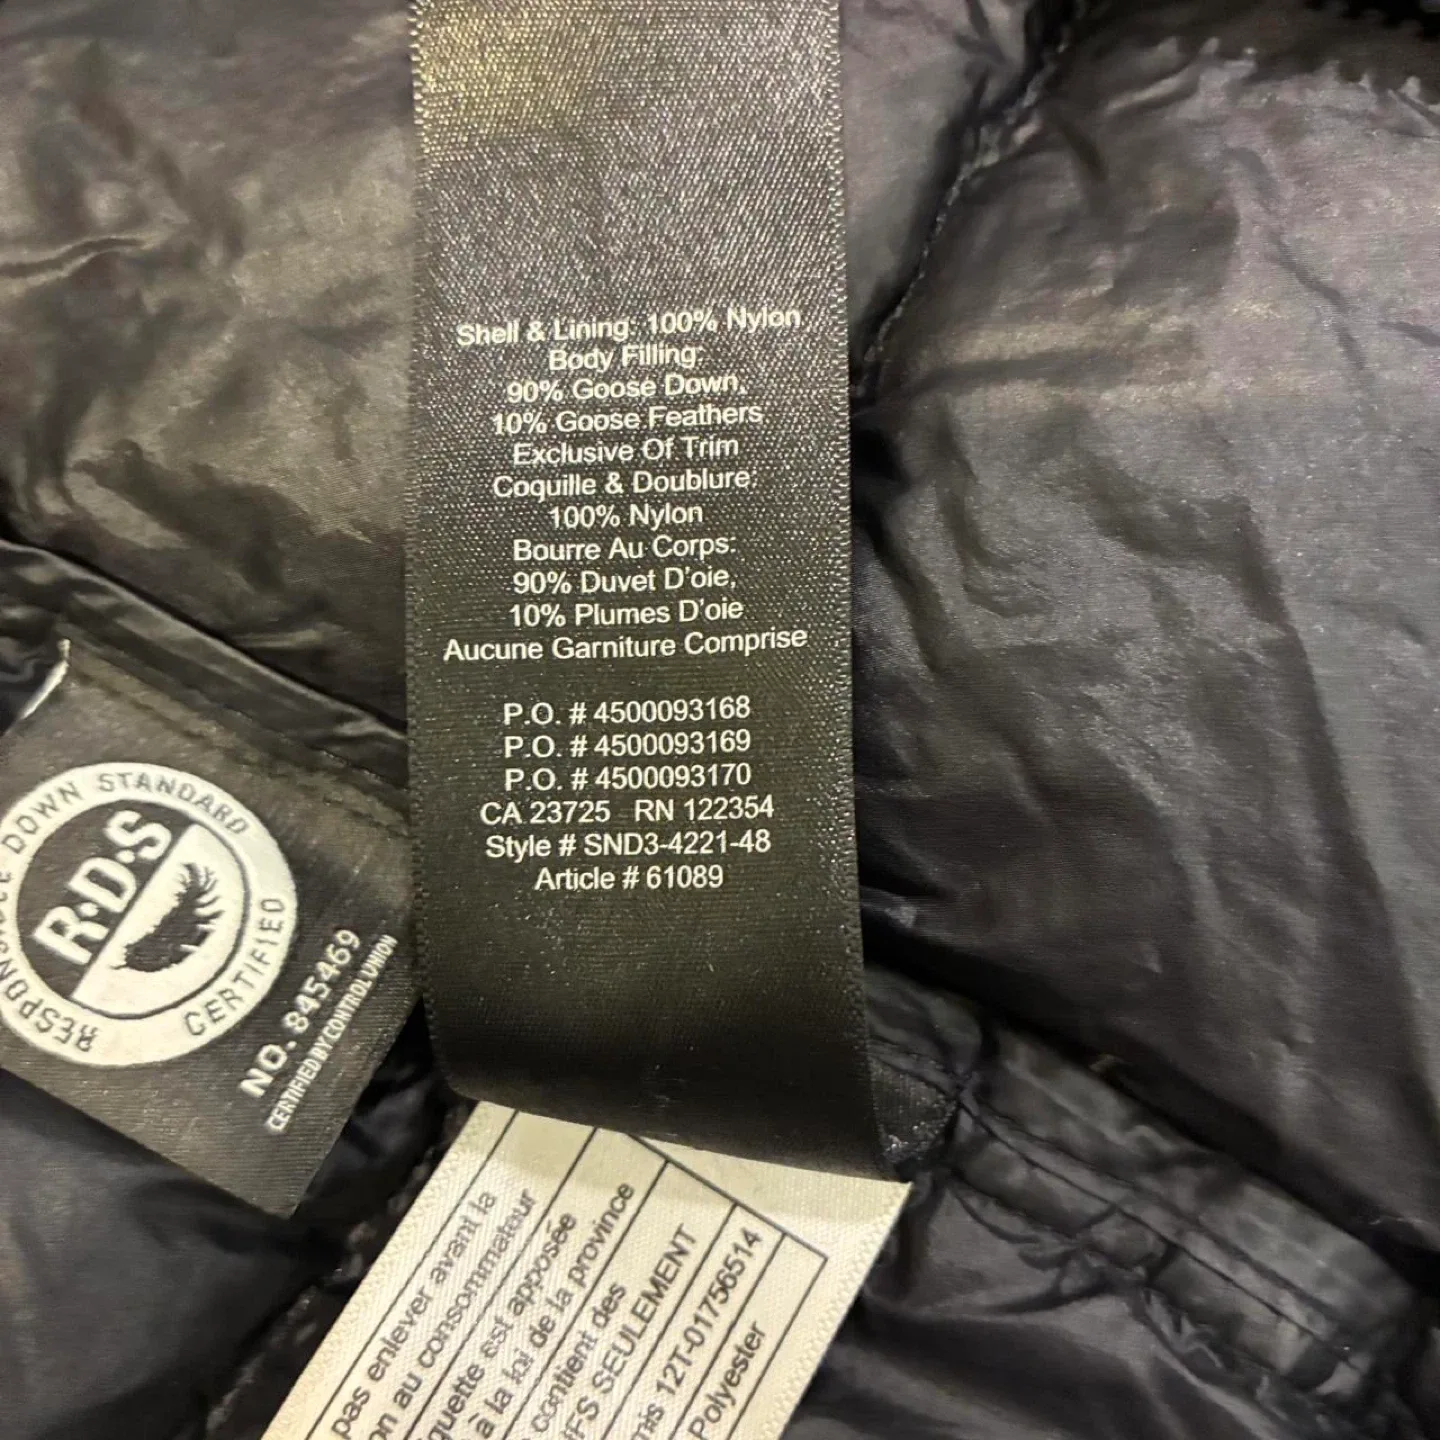 Shell & Lining: 100% Nylon
Body Filling:
90% Goose Down,
10% Goose Feathers
Exclusive Of Trim
Coquille & Doublure:
100% Nylon
Bourre Au Corps:
90% Duvet D'oie,
10% Plumes D'oie
Aucune Garniture Comprise
P.O. # 4500093168
P.O. # 4500093169
P.O. # 4500093170
CA 23725 RN 122354
Style # SND3-4221-48
Article # 61089
RESPONSIBLE DOWN STANDARD
R·D·S
CERTIFIED
NO. 845469
CERTIFIED BY CONTROL UNION
pas enlever avant la
on au consommateur
quette est apposée
à la loi de la province
contient des
IFS SEULEMENT
mis 12T-01756514
Polyester